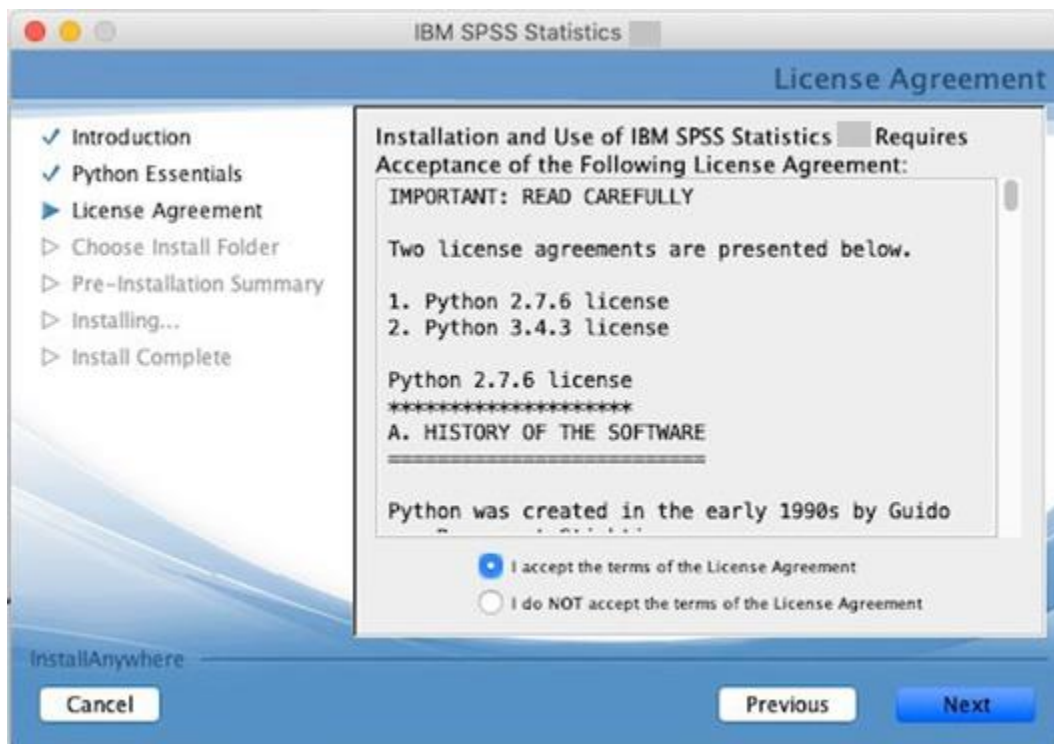 IBM SPSS Statistics
License Agreement
Introduction
Python Essentials
License Agreement
Choose Install Folder
Pre-Installation Summary
Installing...
Install Complete
Installation and Use of IBM SPSS Statistics Requires
Acceptance of the Following License Agreement:
IMPORTANT: READ CAREFULLY
Two license agreements are presented below.
1. Python 2.7.6 license
2. Python 3.4.3 license
Python 2.7.6 license
*********************
A. HISTORY OF THE SOFTWARE
==========================
Python was created in the early 1990s by Guido
I accept the terms of the License Agreement
I do NOT accept the terms of the License Agreement
InstallAnywhere
Cancel
Previous
Next